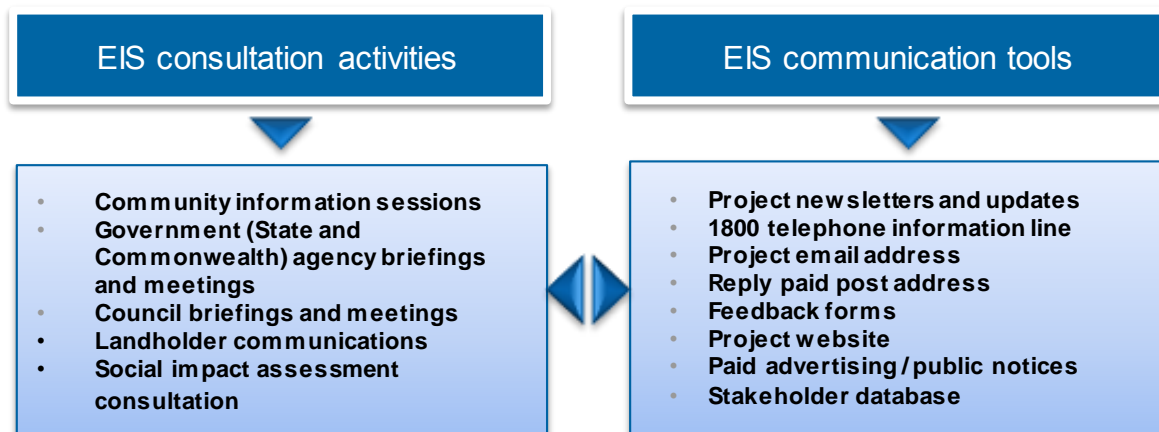 EIS consultation activities
• Community information sessions
• Government (State and
Commonwealth) agency briefings
and meetings
• Council briefings and meetings
• Landholder communications
• Social impact assessment
consultation
EIS communication tools
• Project newsletters and updates
• 1800 telephone information line
• Project email address
• Reply paid post address
• Feedback forms
• Project website
• Paid advertising / public notices
• Stakeholder database